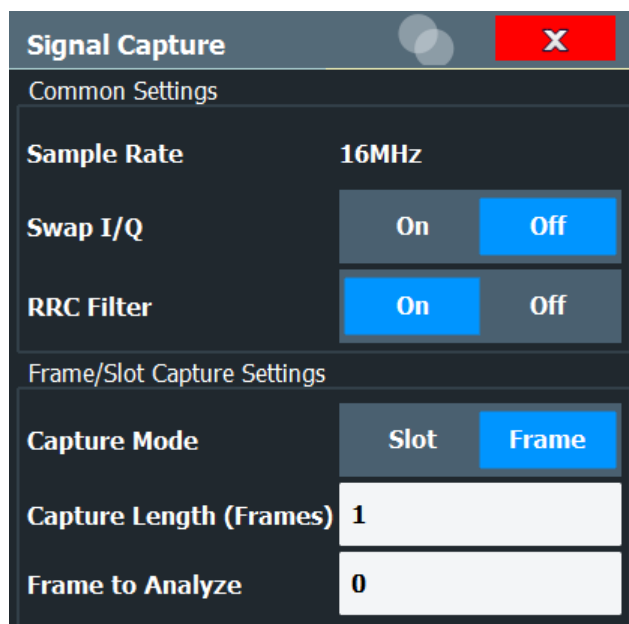 Signal Capture X
Common Settings
Sample Rate 16MHz
Swap I/Q On Off
RRC Filter On Off
Frame/Slot Capture Settings
Capture Mode Slot Frame
Capture Length (Frames) 1
Frame to Analyze 0